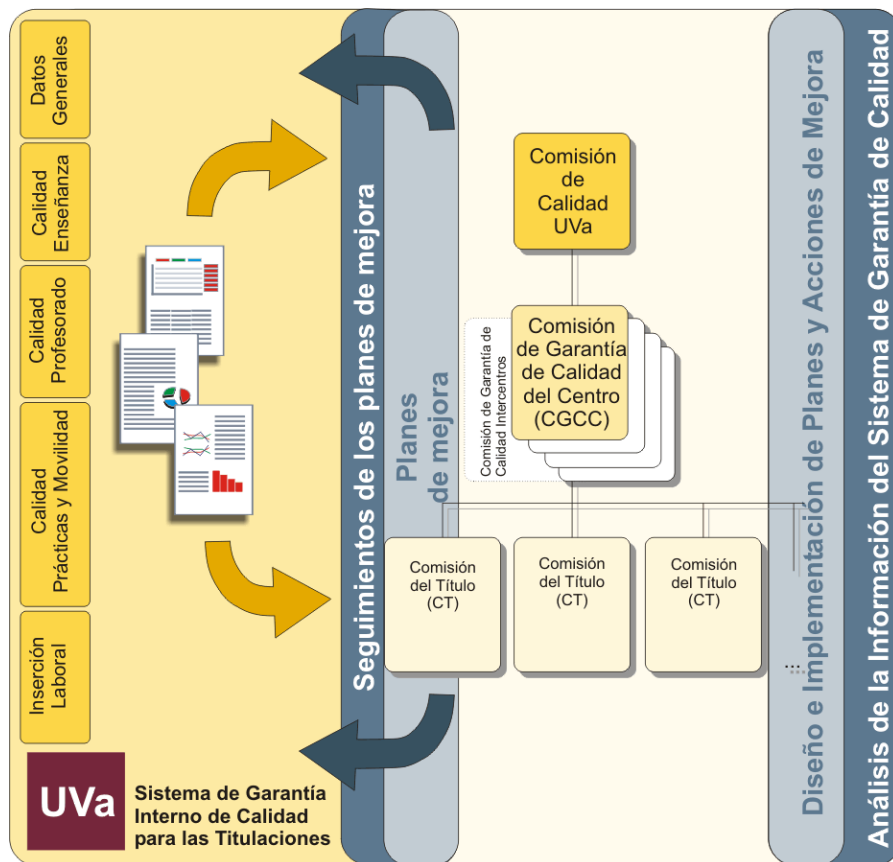 Datos
Generales
Calidad
Enseñanza
Calidad
Profesorado
Calidad
Prácticas y Movilidad
Inserción
Laboral
UVa
Sistema de Garantía
Interno de Calidad
para las Titulaciones
Seguimientos de los planes de mejora
Planes
de mejora
Comisión
de
Calidad
UVa
Comisión de Garantía de
Calidad Intercentros
Comisión
de Garantía
de Calidad
del Centro
(CGCC)
Comisión
del Título
(CT)
Comisión
del Título
(CT)
Comisión
del Título
(CT)
...
Diseño e Implementación de Planes y Acciones de Mejora
Análisis de la Información del Sistema de Garantía de Calidad